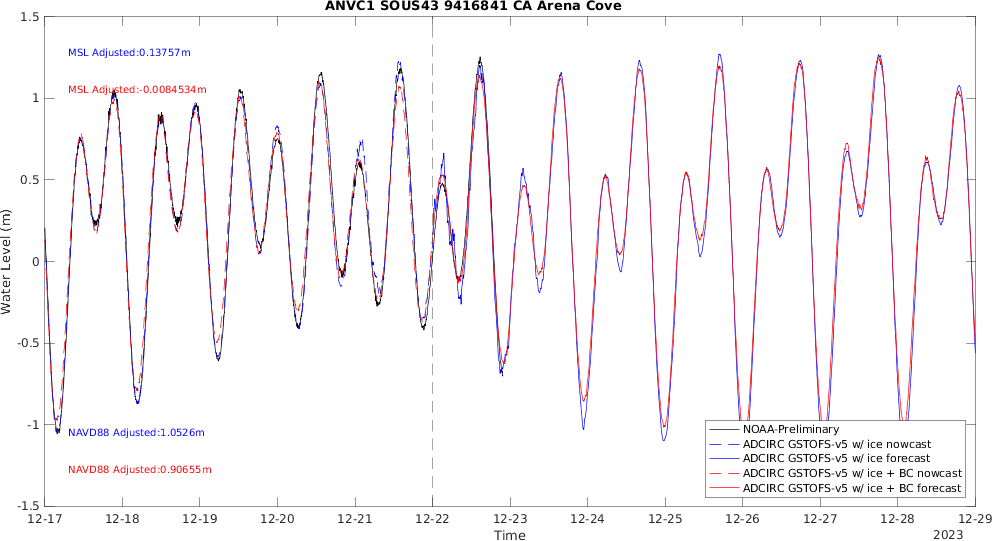 ANVC1 SOUS43 9416841 CA Arena Cove
1.5
MSL Adjusted:0.13757m
MSL Adjusted:-0.0084534m
1
0.5
Water Level (m)
0
-0.5
-1
NAVD88 Adjusted:1.0526m
NAVD88 Adjusted:0.90655m
-1.5
NOAA-Preliminary
ADCIRC GSTOFS-v5 w/ ice nowcast
ADCIRC GSTOFS-v5 w/ ice forecast
ADCIRC GSTOFS-v5 w/ ice + BC nowcast
ADCIRC GSTOFS-v5 w/ ice + BC forecast
12-17 12-18 12-19 12-20 12-21 12-22 12-23 12-24 12-25 12-26 12-27 12-28 12-29
Time
2023